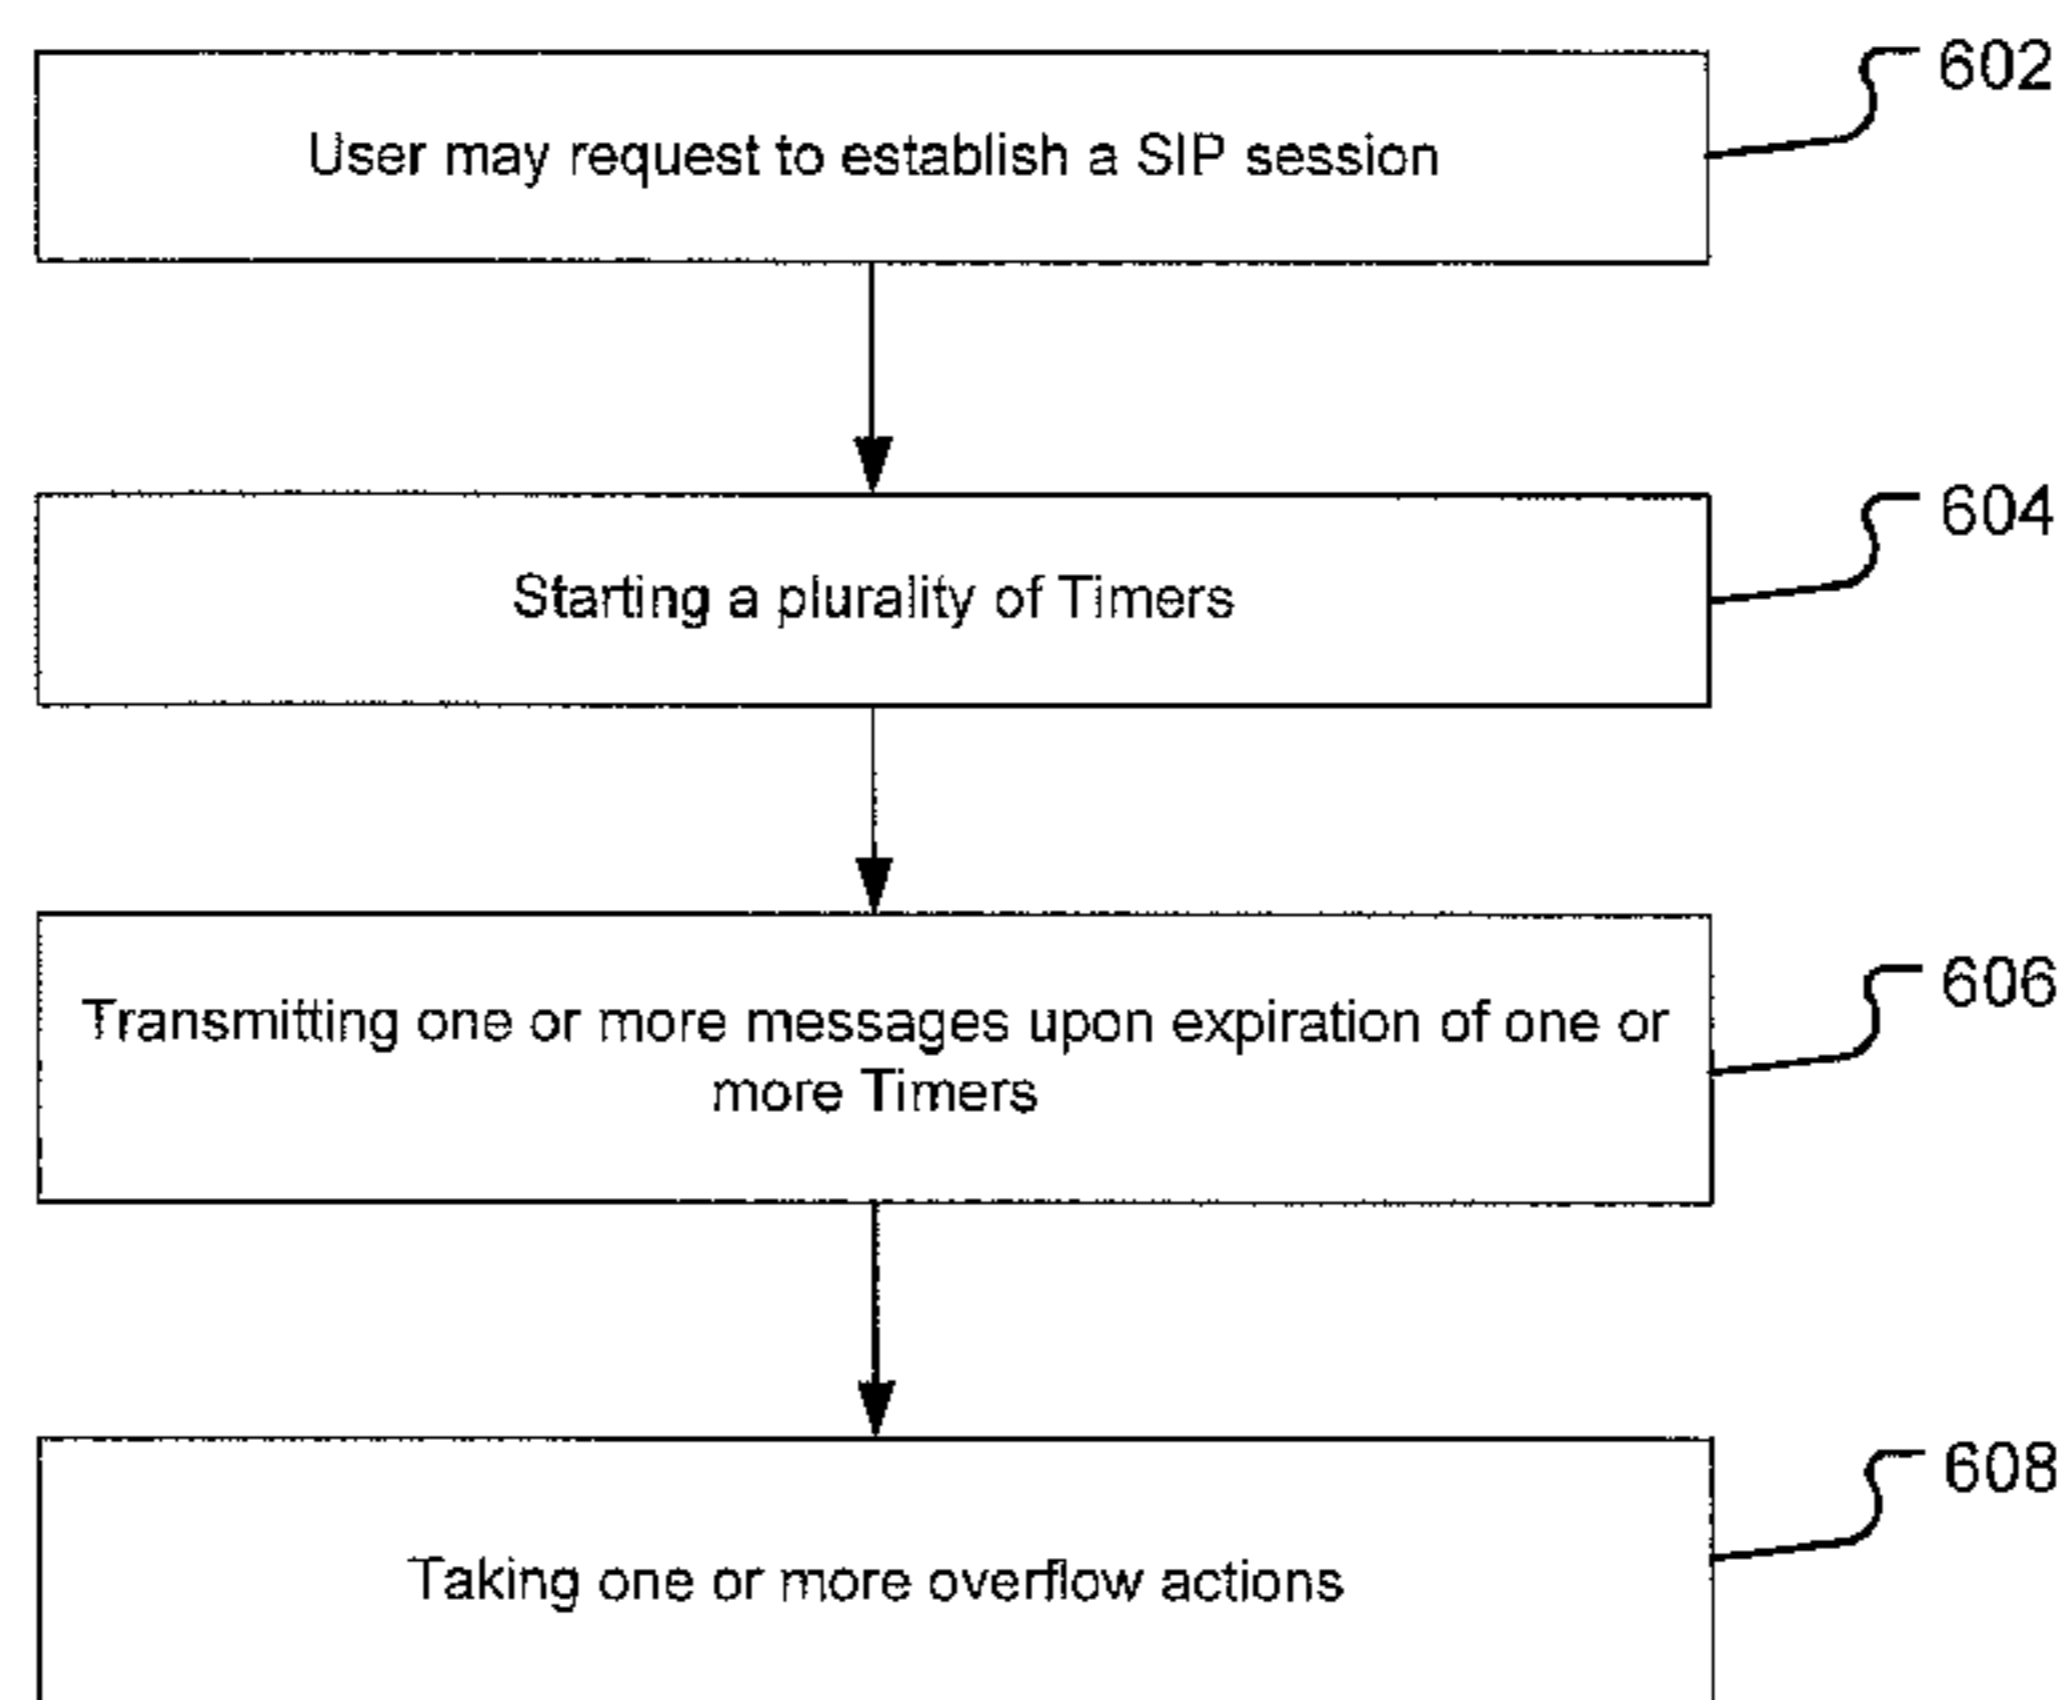 602
User may request to establish a SIP session
604
Starting a plurality of Timers
606
Transmitting one or more messages upon expiration of one or
more Timers
608
Taking one or more overflow actions